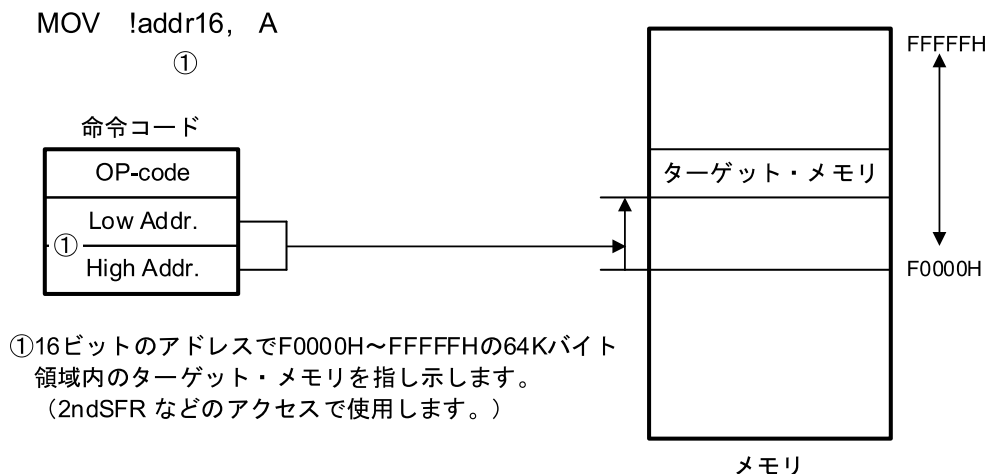 MOV !addr16, A
①
命令コード
OP-code
Low Addr.
①
High Addr.
FFFFFH
ターゲット・メモリ
F0000H
メモリ
①16ビットのアドレスでF0000H～FFFFFHの64Kバイト
領域内のターゲット・メモリを指し示します。
（2ndSFR などのアクセスで使用します。）